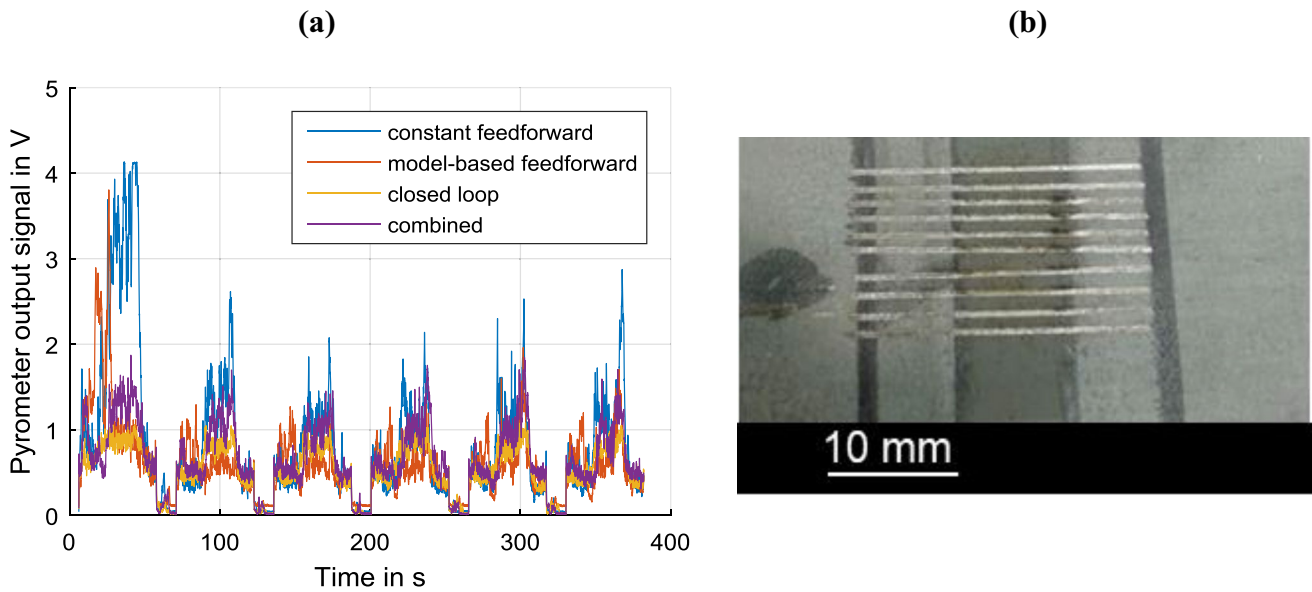 (a)
(b)
Pyrometer output signal in V
5
4
3
2
1
0
constant feedforward
model-based feedforward
closed loop
combined
0
100
200
300
400
Time in s
10 mm